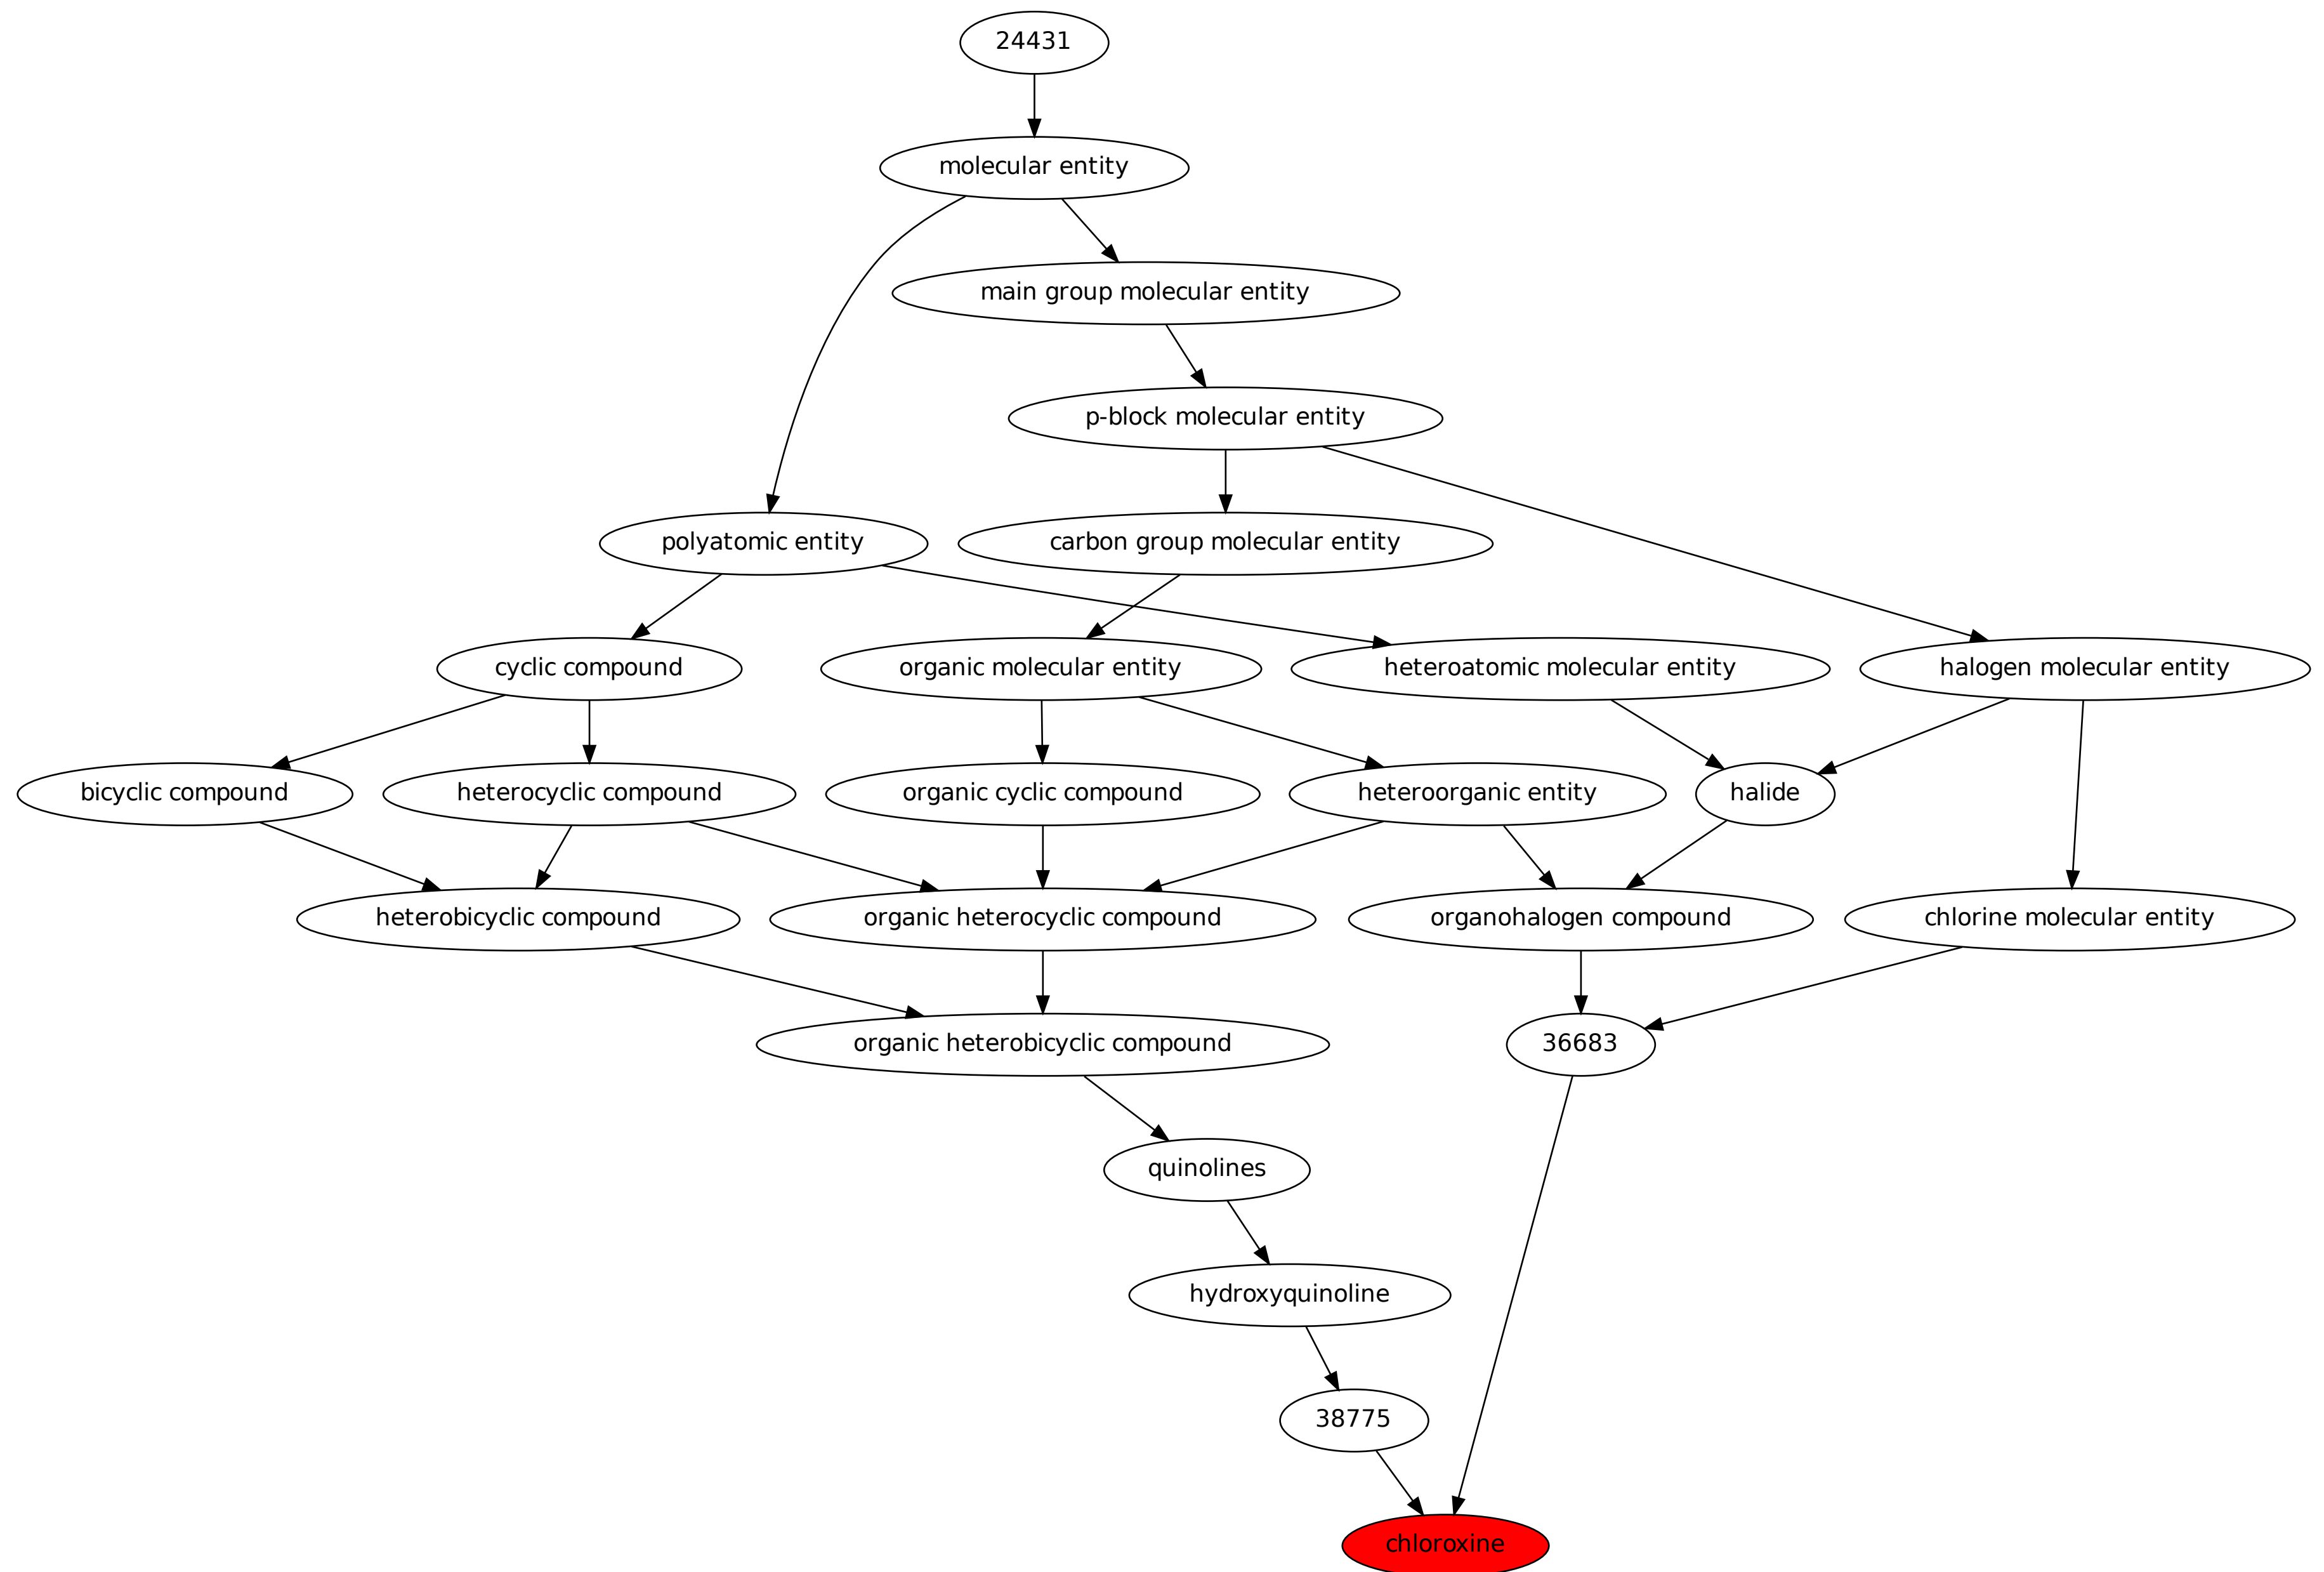 24431
molecular entity
main group molecular entity
p-block molecular entity
polyatomic entity
carbon group molecular entity
cyclic compound
organic molecular entity
heteroatomic molecular entity
halogen molecular entity
bicyclic compound
heterocyclic compound
organic cyclic compound
heteroorganic entity
halide
heterobicyclic compound
organic heterocyclic compound
organohalogen compound
chlorine molecular entity
organic heterobicyclic compound
36683
quinolines
hydroxyquinoline
38775
chloroxine